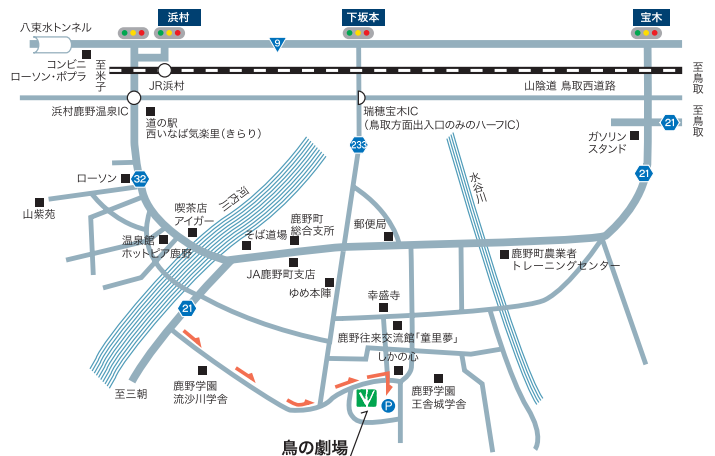 浜村
下坂本
宝木
八束水トンネル
9
コンビニ
ローソン・ポプラ
至米子
JR浜村
山陰道 鳥取西道路
至鳥取
浜村鹿野温泉IC
道の駅
西いなば気楽里（きらり）
瑞穂宝木IC
（鳥取方面出入口のみのハーフIC）
至鳥取
21
ガソリン
スタンド
233
ローソン
32
河内川
水谷川
21
山紫苑
喫茶店
アイガー
温泉館
ホットピア鹿野
そば道場
鹿野町
総合支所
郵便局
JA鹿野町支店
ゆめ本陣
鹿野町農業者
トレーニングセンター
幸盛寺
21
鹿野往来交流館「童里夢」
しかの心
至三朝
鹿野学園
流沙川学舎
鹿野学園
王舎城学舎
P
鳥の劇場